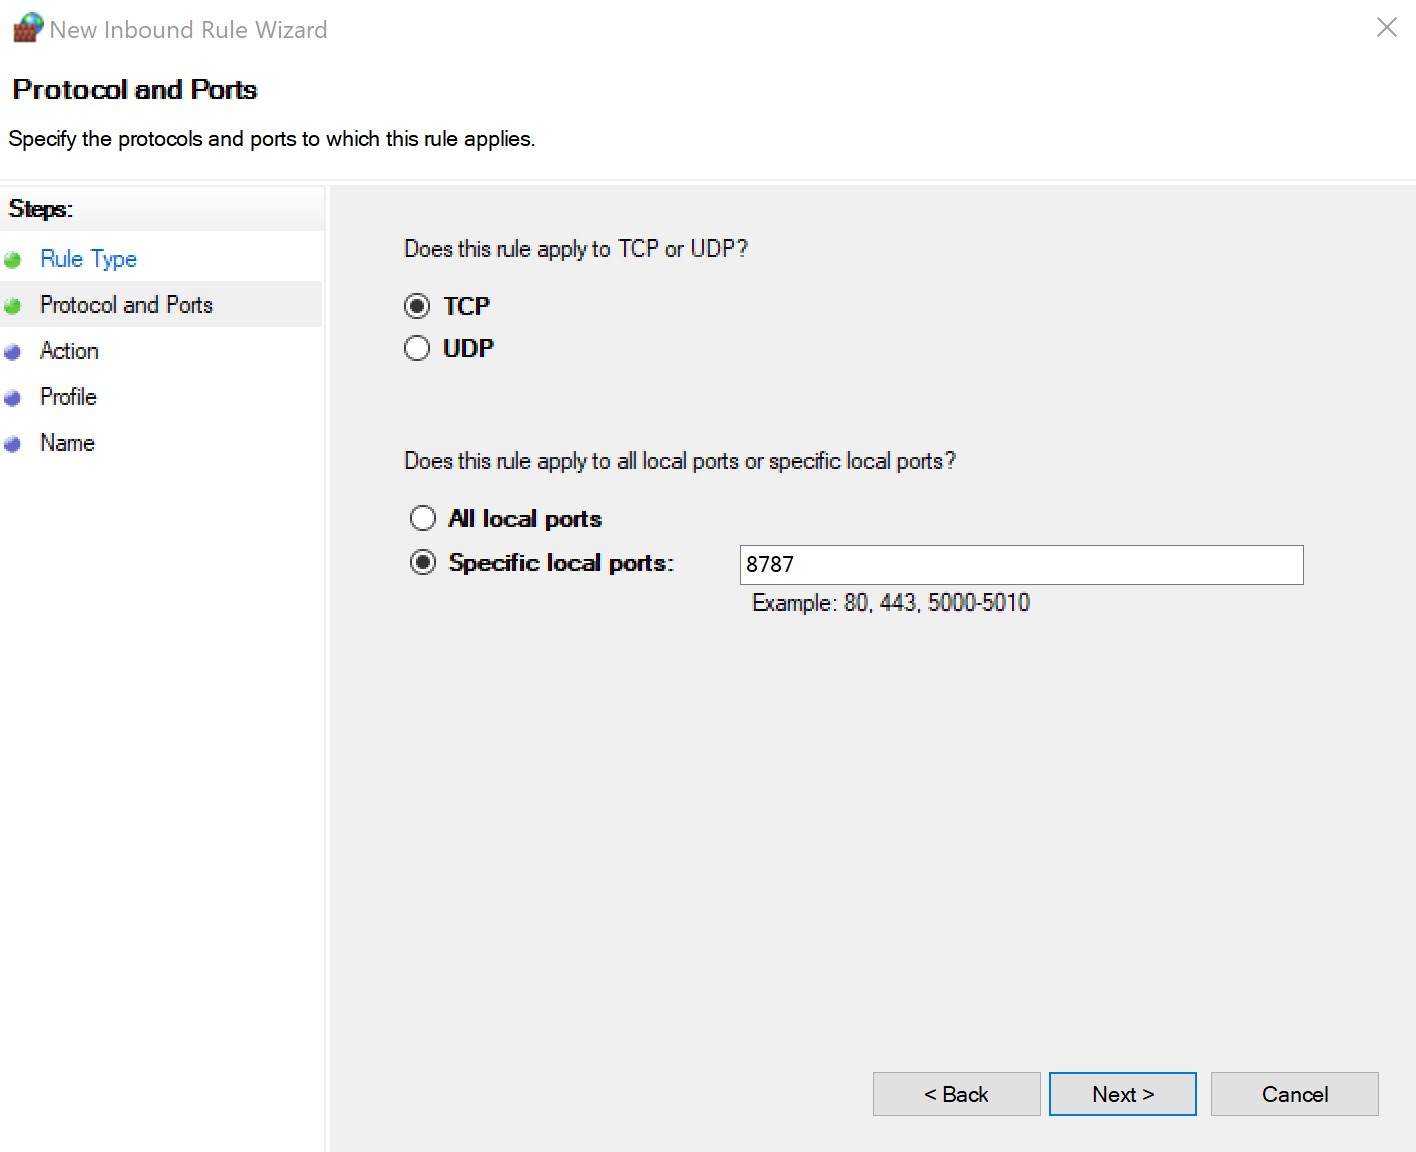 New Inbound Rule Wizard
Protocol and Ports
Specify the protocols and ports to which this rule applies.
Steps:
Rule Type
Protocol and Ports
Action
Profile
Name
Does this rule apply to TCP or UDP?
TCP
UDP
Does this rule apply to all local ports or specific local ports?
All local ports
Specific local ports: 8787
Example: 80, 443, 5000-5010
< Back Next > Cancel